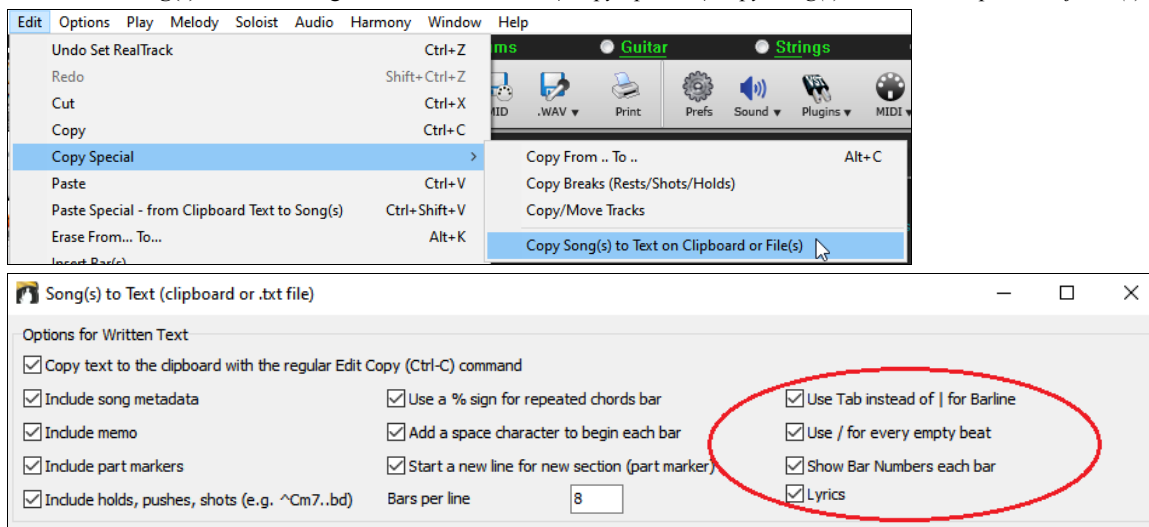 Edit Options Play Melody Soloist Audio Harmony Window Help
Undo Set RealTrack Ctrl+Z
Guitar Strings
Redo Shift+Ctrl+Z
Cut Ctrl+X
.WAV Print Prefs Sound Plugins MIDI
Copy Ctrl+C
Copy Special
Copy From .. To .. Alt+C
Paste Ctrl+V
Copy Breaks (Rests/Shots/Holds)
Paste Special - from Clipboard Text to Song(s) Ctrl+Shift+V
Copy/Move Tracks
Erase From... To... Alt+K
Copy Song(s) to Text on Clipboard or File(s)
Insert Bar(s)
Song(s) to Text (clipboard or .txt file)
Options for Written Text
Copy text to the clipboard with the regular Edit Copy (Ctrl-C) command
Include song metadata Use a % sign for repeated chords bar Use Tab instead of | for Barline
Include memo Add a space character to begin each bar Use / for every empty beat
Include part markers Start a new line for new section (part marker) Show Bar Numbers each bar
Include holds, pushes, shots (e.g. ^Cm7..bd) Bars per line 8 Lyrics